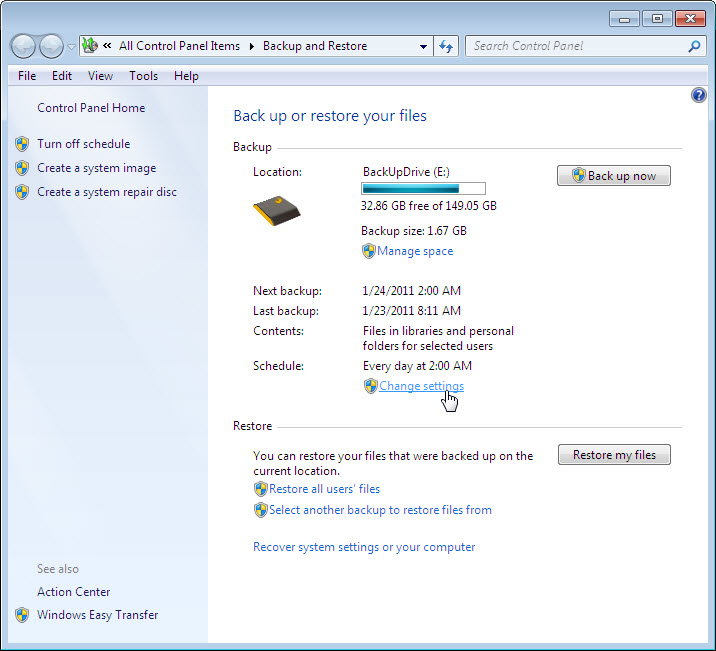 « All Control Panel Items ▸ Backup and Restore
Search Control Panel
File Edit View Tools Help
Control Panel Home
Turn off schedule
Create a system image
Create a system repair disc
?
Back up or restore your files
Backup
Location:
BackUpDrive (E:)
Back up now
32.86 GB free of 149.05 GB
Backup size: 1.67 GB
Manage space
Next backup: 1/24/2011 2:00 AM
Last backup: 1/23/2011 8:11 AM
Contents: Files in libraries and personal
folders for selected users
Schedule: Every day at 2:00 AM
Change settings
Restore
You can restore your files that were backed up on the
current location.
Restore my files
Restore all users' files
Select another backup to restore files from
Recover system settings or your computer
See also
Action Center
Windows Easy Transfer